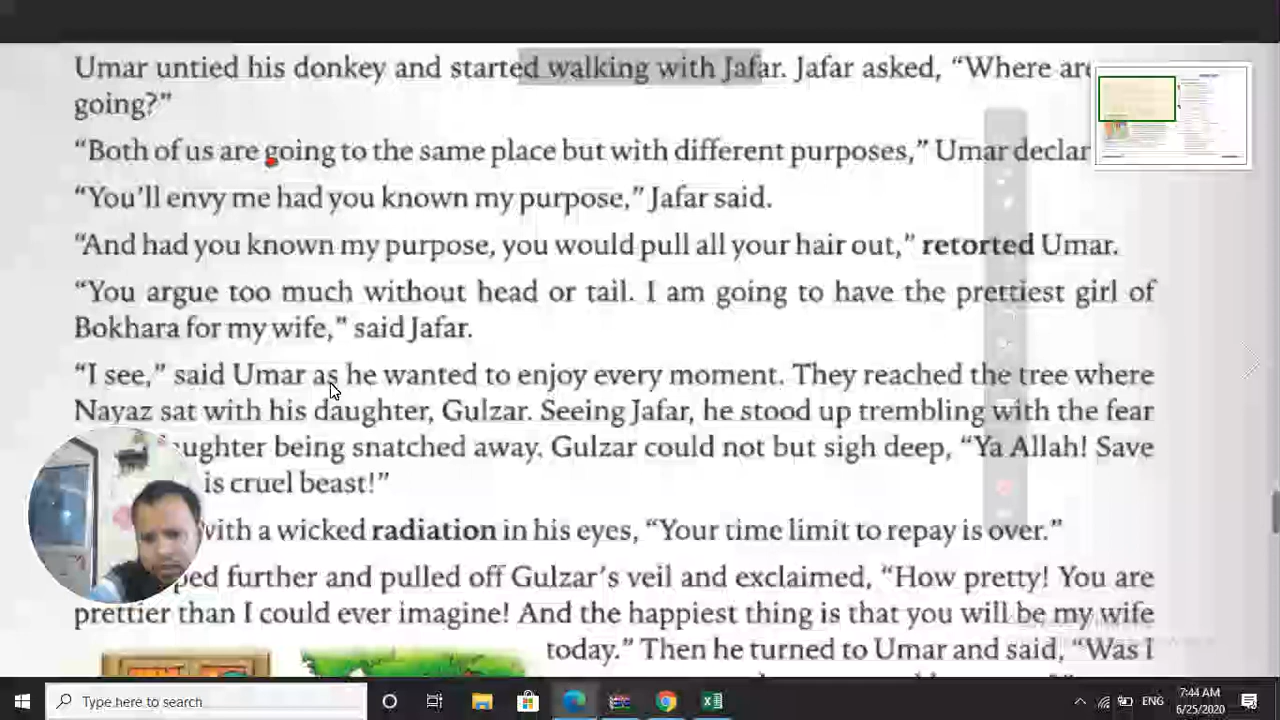 Umar untied his donkey and started walking with Jafar. Jafar asked, “Where are
going?”
“Both of us are going to the same place but with different purposes,” Umar declar
“You’ll envy me had you known my purpose,” Jafar said.
“And had you known my purpose, you would pull all your hair out,” retorted Umar.
“You argue too much without head or tail. I am going to have the prettiest girl of
Bokhara for my wife,” said Jafar.
“I see,” said Umar as he wanted to enjoy every moment. They reached the tree where
Nayaz sat with his daughter, Gulzar. Seeing Jafar, he stood up trembling with the fear
ughter being snatched away. Gulzar could not but sigh deep, “Ya Allah! Save
is cruel beast!”
with a wicked radiation in his eyes, “Your time limit to repay is over.”
ped further and pulled off Gulzar’s veil and exclaimed, “How pretty! You are
prettier than I could ever imagine! And the happiest thing is that you will be my wife
today.” Then he turned to Umar and said, “Was I
Type here to search
ENG
7:44 AM
6/25/2020